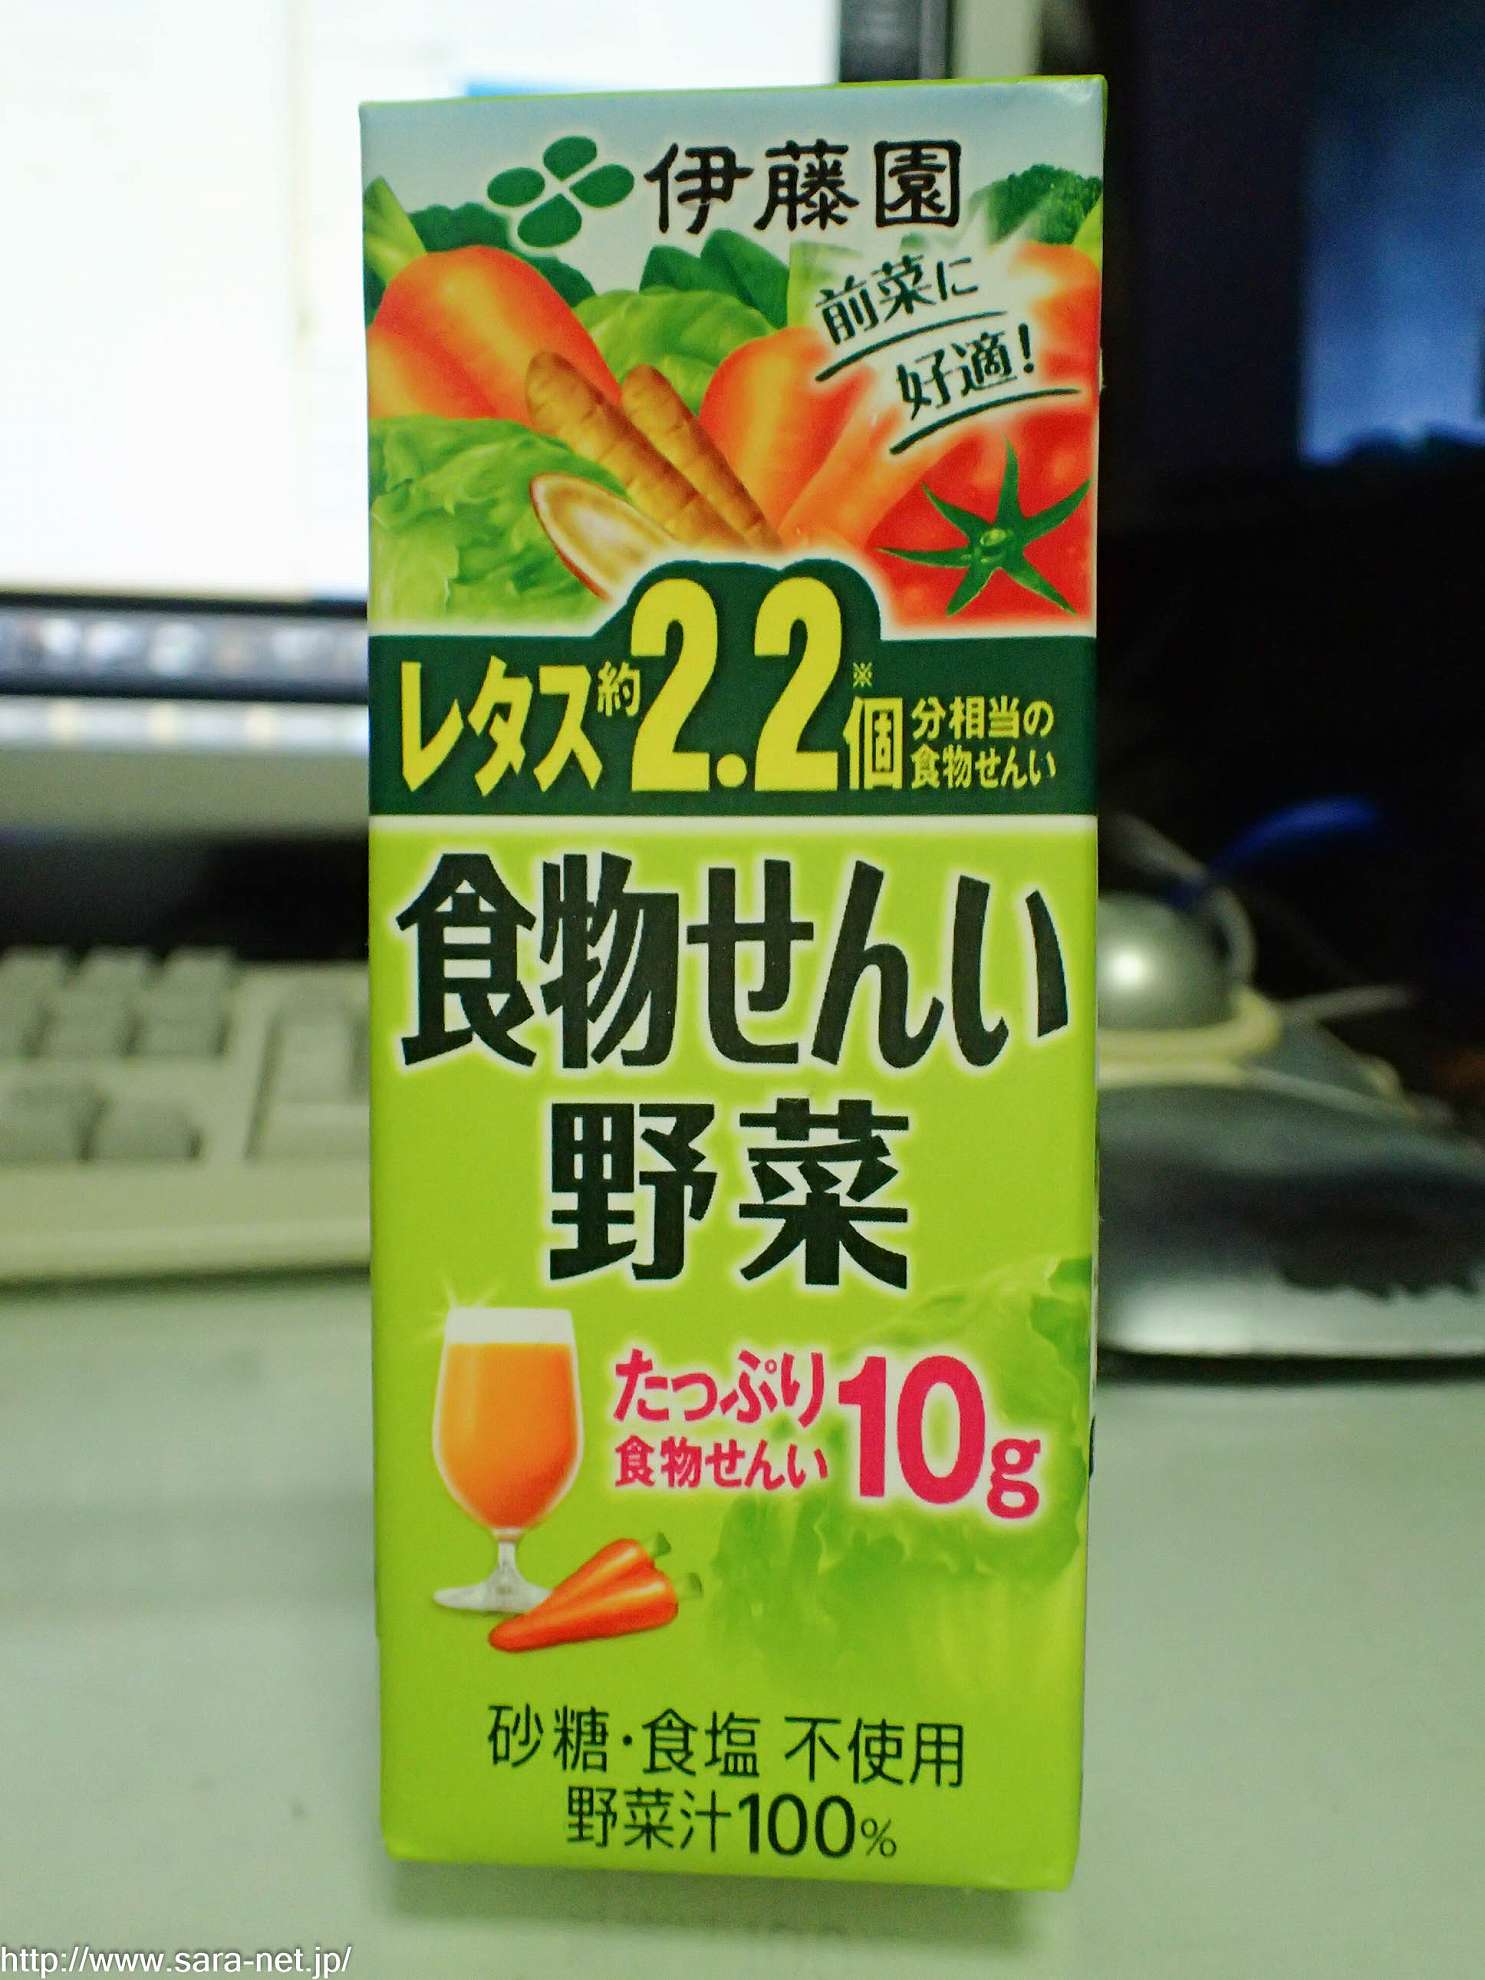 伊藤園
前菜に
好適!
レタス約2.2※個分相当の
食物せんい
食物せんい
野菜
たっぷり
食物せんい10g
砂糖・食塩 不使用
野菜汁100%
http://www.sara-net.jp/